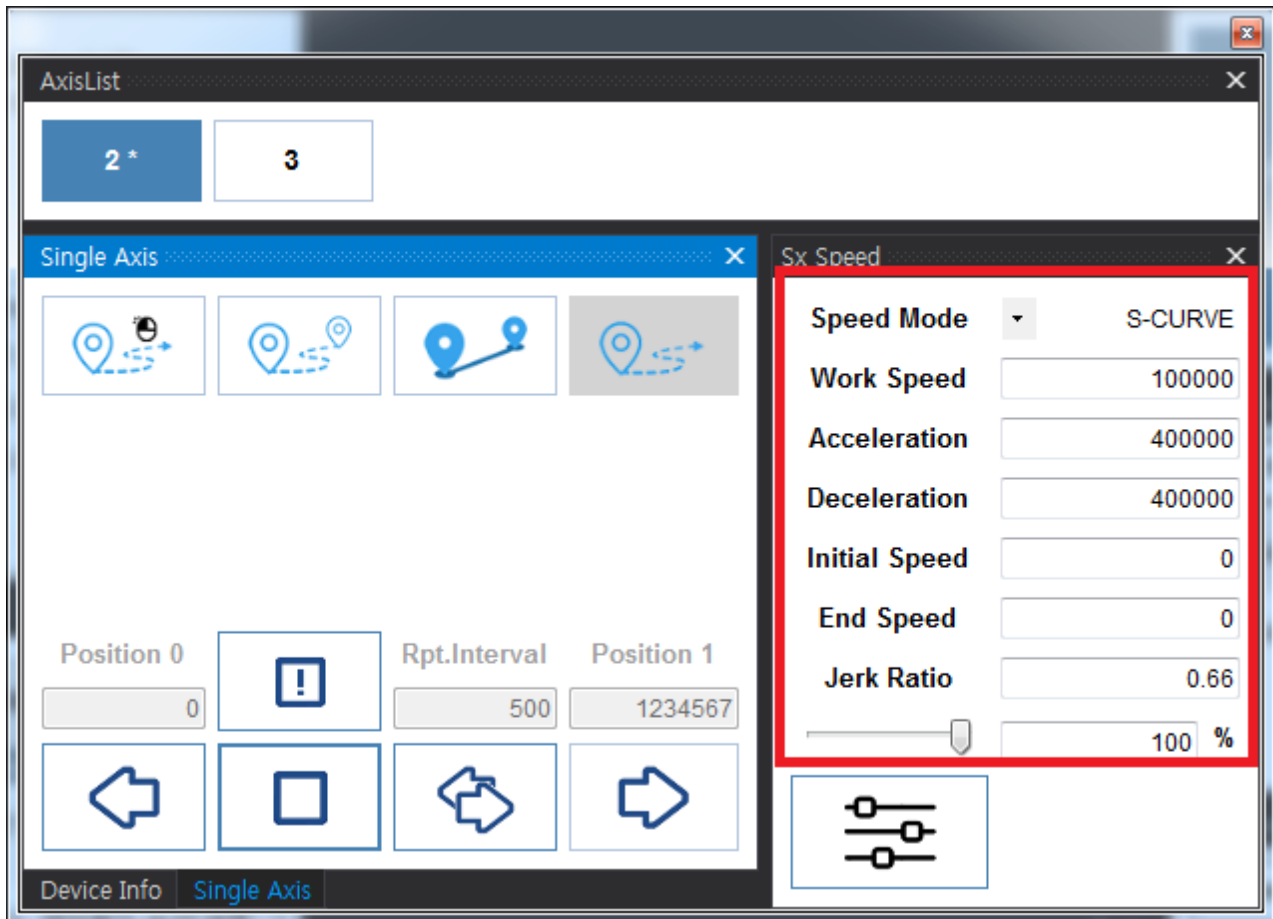 AxisList
2 *
3
Single Axis
Sx Speed
Speed Mode S-CURVE
Work Speed 100000
Acceleration 400000
Deceleration 400000
Initial Speed 0
End Speed 0
Jerk Ratio 0.66
100 %
Position 0 Rpt.Interval Position 1
0 500 1234567
Device Info Single Axis